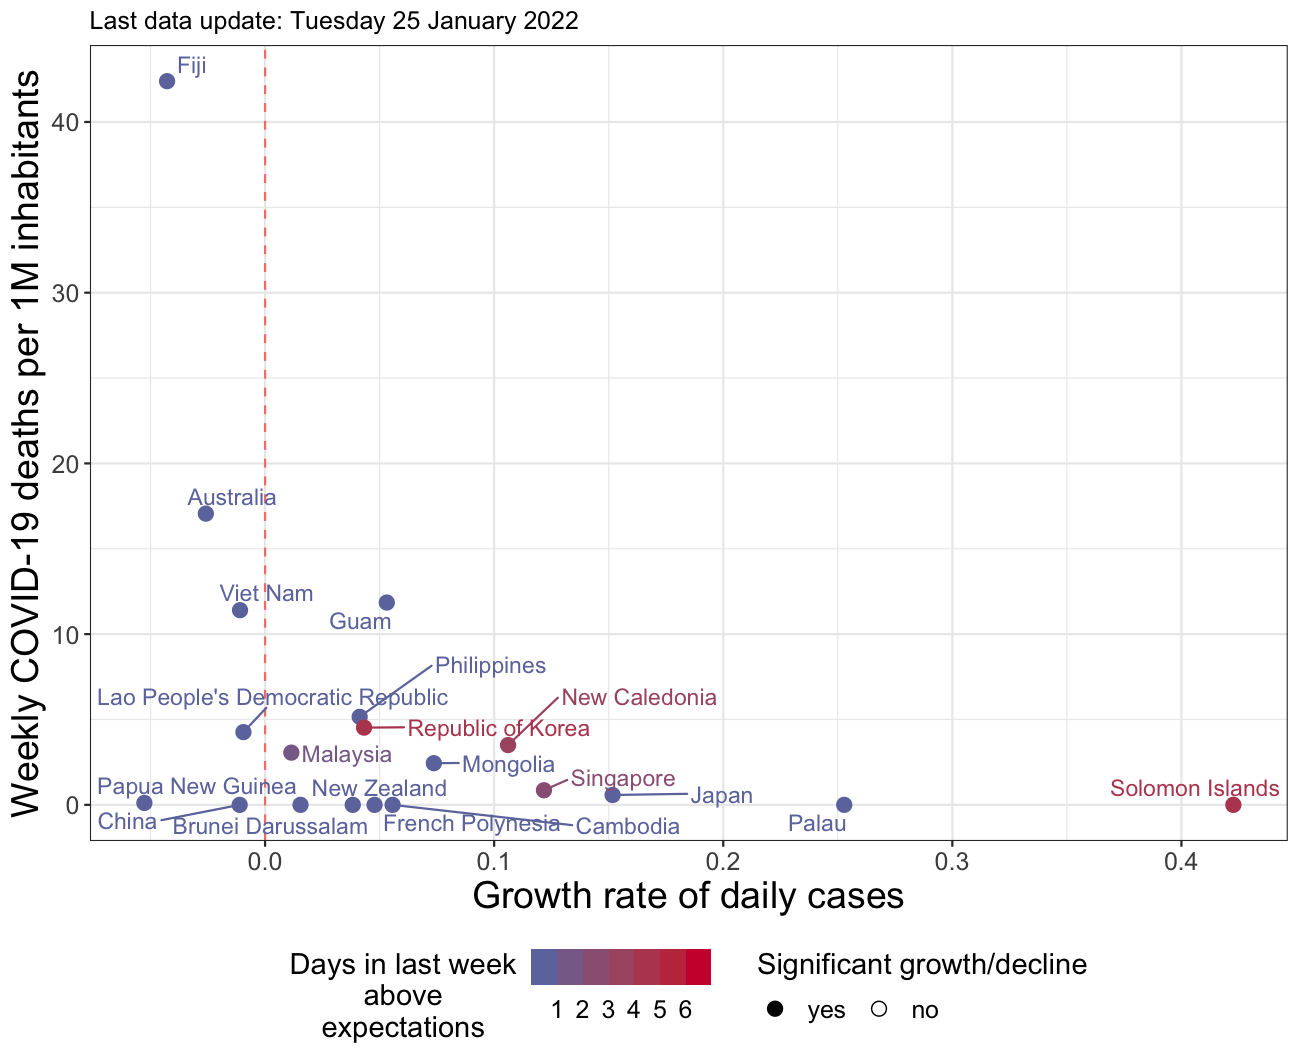 Last data update: Tuesday 25 January 2022
Weekly COVID-19 deaths per 1M inhabitants
40
30
20
10
0
Fiji
Australia
Viet Nam
Guam
Philippines
Lao People's Democratic Republic
New Caledonia
Republic of Korea
Malaysia
Mongolia
Singapore
Papua New Guinea
New Zealand
Japan
Solomon Islands
China
Brunei Darussalam
French Polynesia
Cambodia
Palau
0.0
0.1
0.2
0.3
0.4
Growth rate of daily cases
Days in last week
above
expectations
1 2 3 4 5 6
Significant growth/decline
yes
no